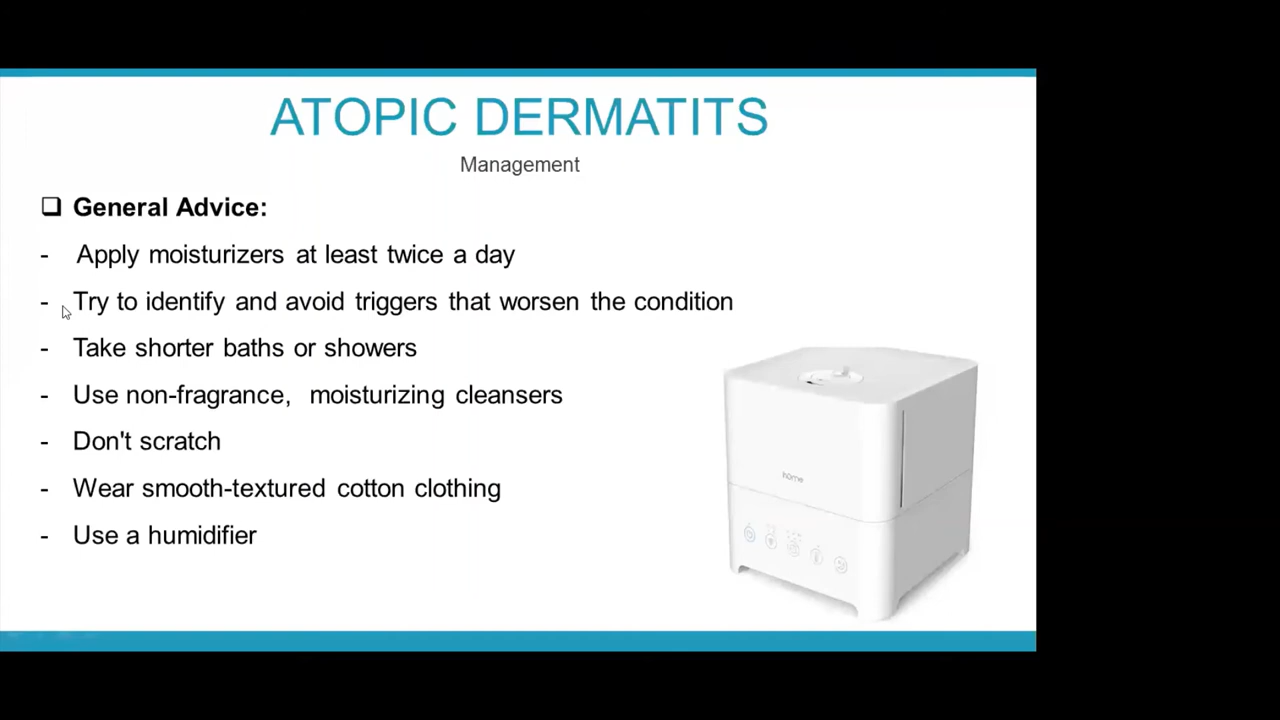 ATOPIC DERMATITS
Management
❑ General Advice:
- Apply moisturizers at least twice a day
- Try to identify and avoid triggers that worsen the condition
- Take shorter baths or showers
- Use non-fragrance, moisturizing cleansers
- Don't scratch
- Wear smooth-textured cotton clothing
- Use a humidifier
home